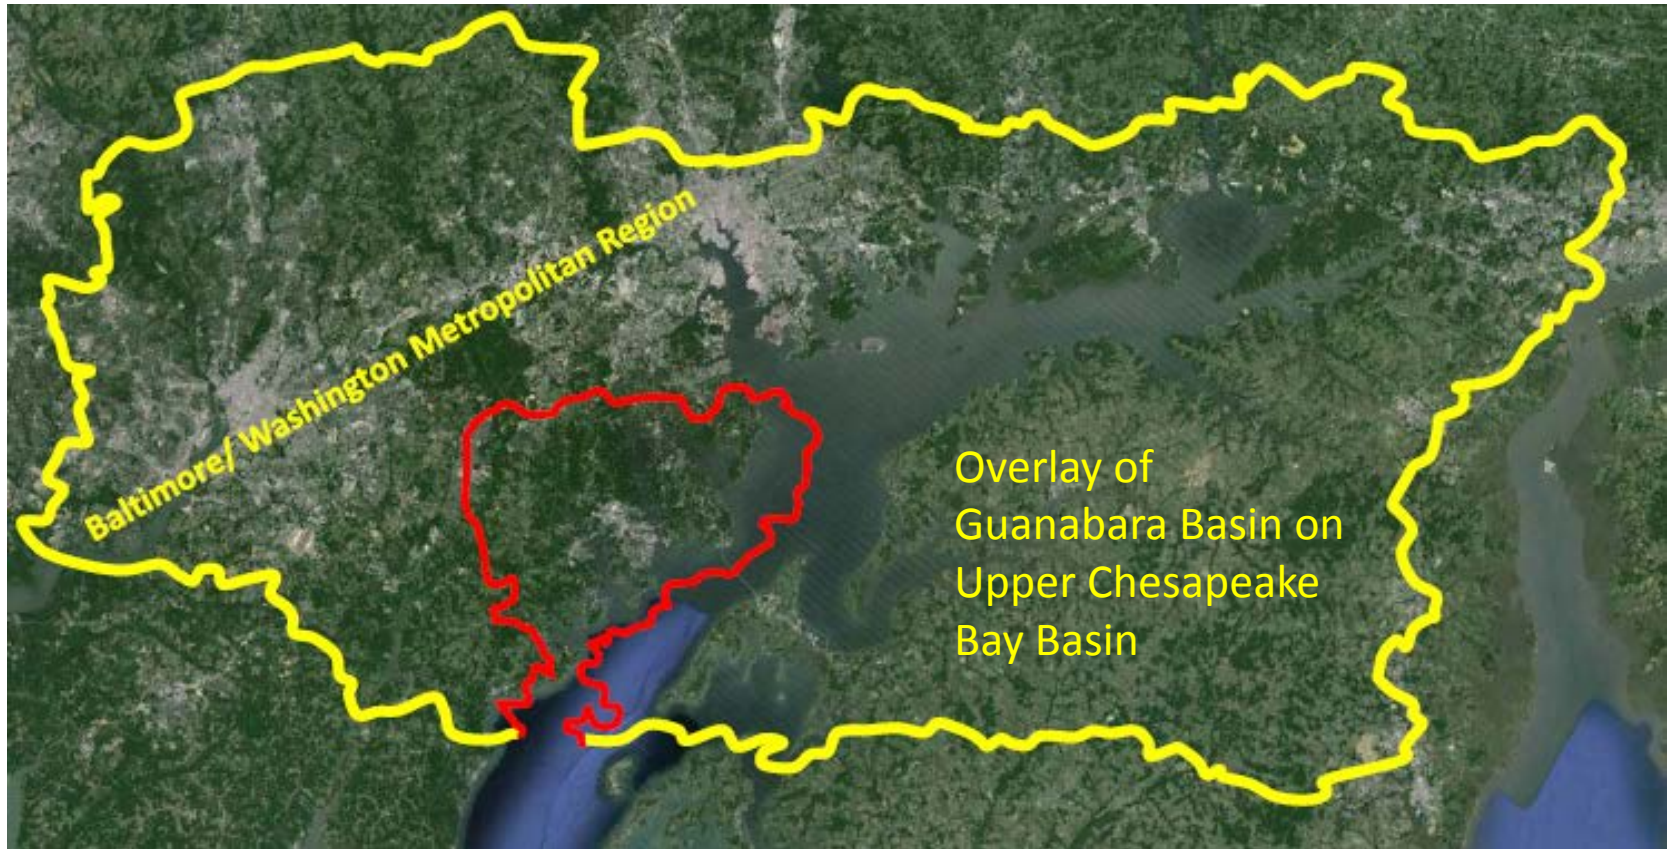 Baltimore/ Washington Metropolitan Region
Overlay of
Guanabara Basin on
Upper Chesapeake
Bay Basin